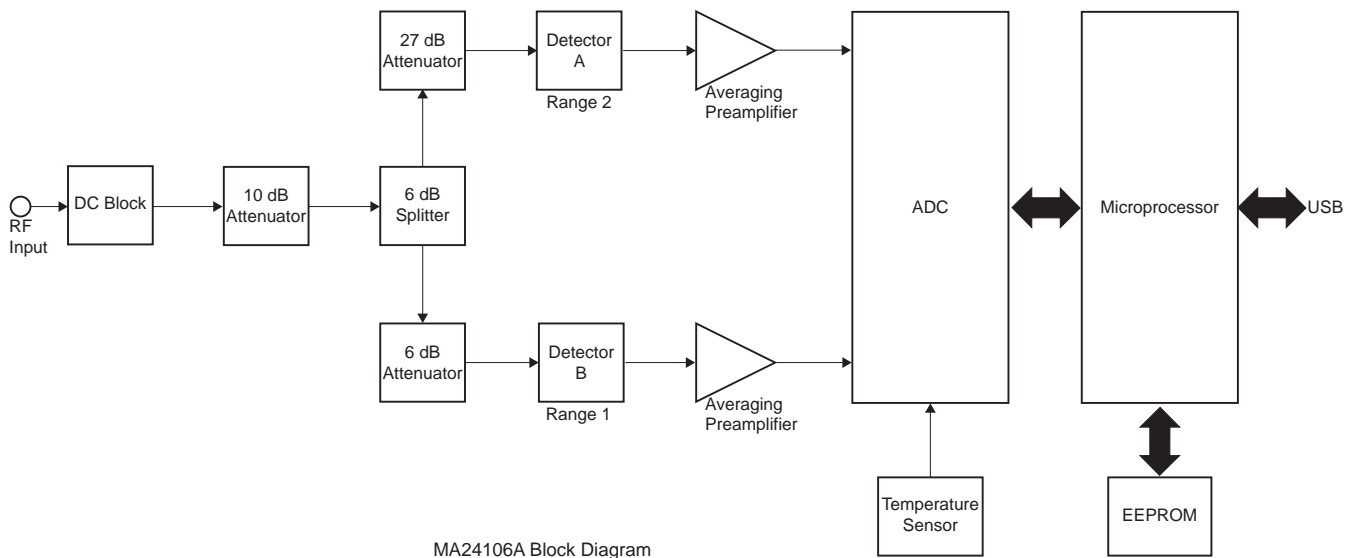 27 dB
Attenuator
Detector
A
Range 2
Averaging
Preamplifier
RF
Input
DC Block
10 dB
Attenuator
6 dB
Splitter
ADC
Microprocessor
USB
6 dB
Attenuator
Detector
B
Range 1
Averaging
Preamplifier
Temperature
Sensor
EEPROM
MA24106A Block Diagram